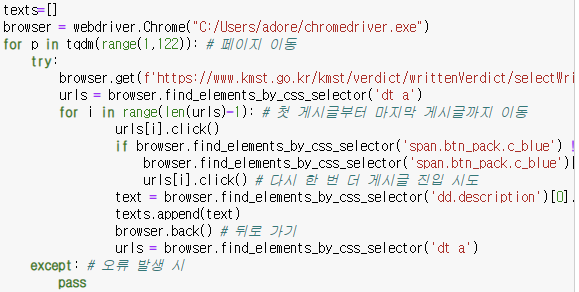 texts=[]
browser = webdriver.Chrome("C:/Users/adore/chromedriver.exe")
for p in tqdm(range(1,122)): # 페이지 이동
    try:
        browser.get(f'https://www.kmst.go.kr/kmst/verdict/writtenVerdict/selectWri
        urls = browser.find_elements_by_css_selector('dt a')
        for i in range(len(urls)-1): # 첫 게시글부터 마지막 게시글까지 이동
            urls[i].click()
            if browser.find_elements_by_css_selector('span.btn_pack.c_blue') !
                browser.find_elements_by_css_selector('span.btn_pack.c_blue')[
                urls[i].click() # 다시 한 번 더 게시글 진입 시도
            text = browser.find_elements_by_css_selector('dd.description')[0].
            texts.append(text)
            browser.back() # 뒤로 가기
            urls = browser.find_elements_by_css_selector('dt a')
    except: # 오류 발생 시
        pass